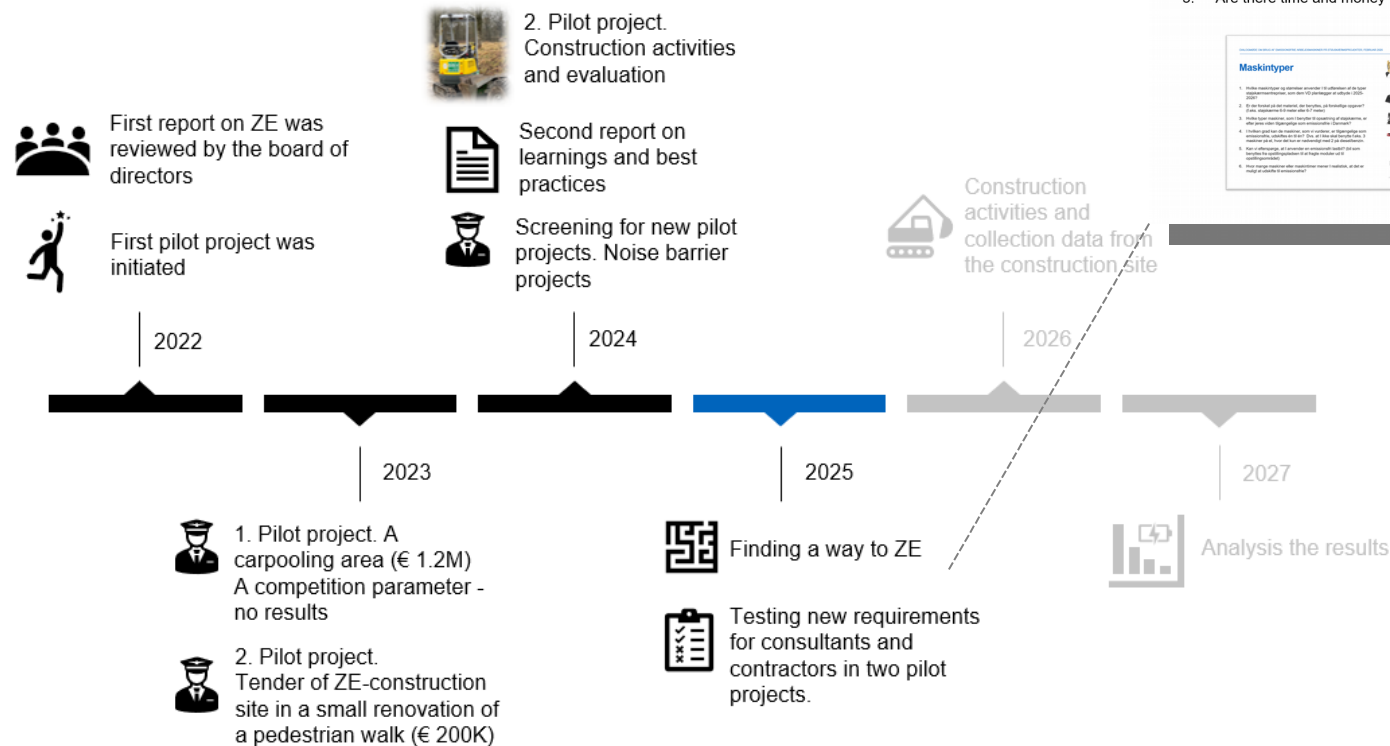 2. Pilot project.
Construction activities
and evaluation
First report on ZE was
reviewed by the board of
directors
Second report on
learnings and best
practices
First pilot project was
initiated
Screening for new pilot
projects. Noise barrier
projects
Construction
activities and
collection data from
the construction site
Are there time and money
Maskintyper
2022
2024
2026
2023
2025
2027
1. Pilot project. A
carpooling area (€ 1.2M)
A competition parameter -
no results
2. Pilot project.
Tender of ZE-construction
site in a small renovation of
a pedestrian walk (€ 200K)
Finding a way to ZE
Testing new requirements
for consultants and
contractors in two pilot
projects.
Analysis the results